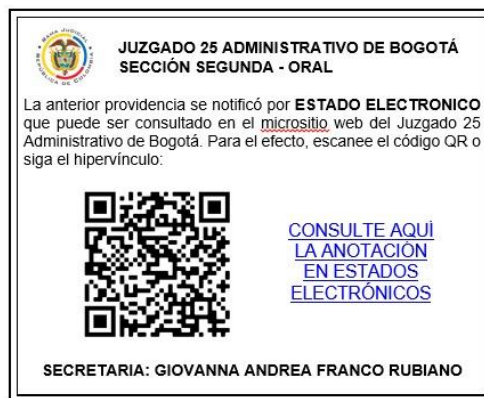 JUZGADO 25 ADMINISTRATIVO DE BOGOTÁ
SECCIÓN SEGUNDA - ORAL
La anterior providencia se notificó por ESTADO ELECTRONICO
que puede ser consultado en el micrositio web del Juzgado 25
Administrativo de Bogotá. Para el efecto, escanee el código QR o
siga el hipervínculo:
CONSULTE AQUÍ
LA ANOTACIÓN
EN ESTADOS
ELECTRÓNICOS
SECRETARIA: GIOVANNA ANDREA FRANCO RUBIANO